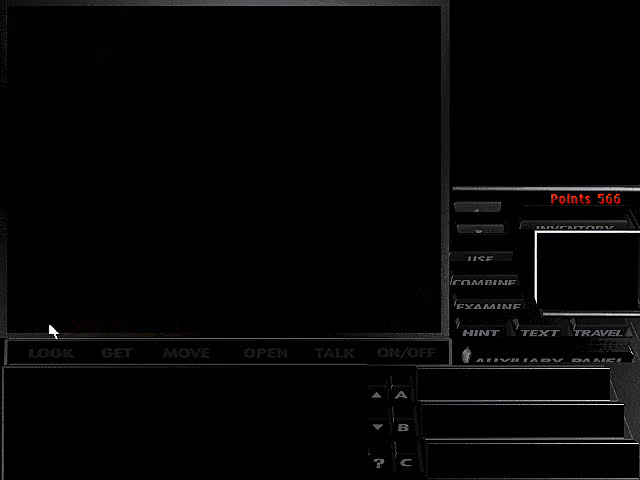 Points 566
INVENTORY
USE
COMBINE
EXAMINE
HINT TEXT TRAVEL
LOOK GET MOVE OPEN TALK ON/OFF
AUXILIARY PANEL
A
B
? C